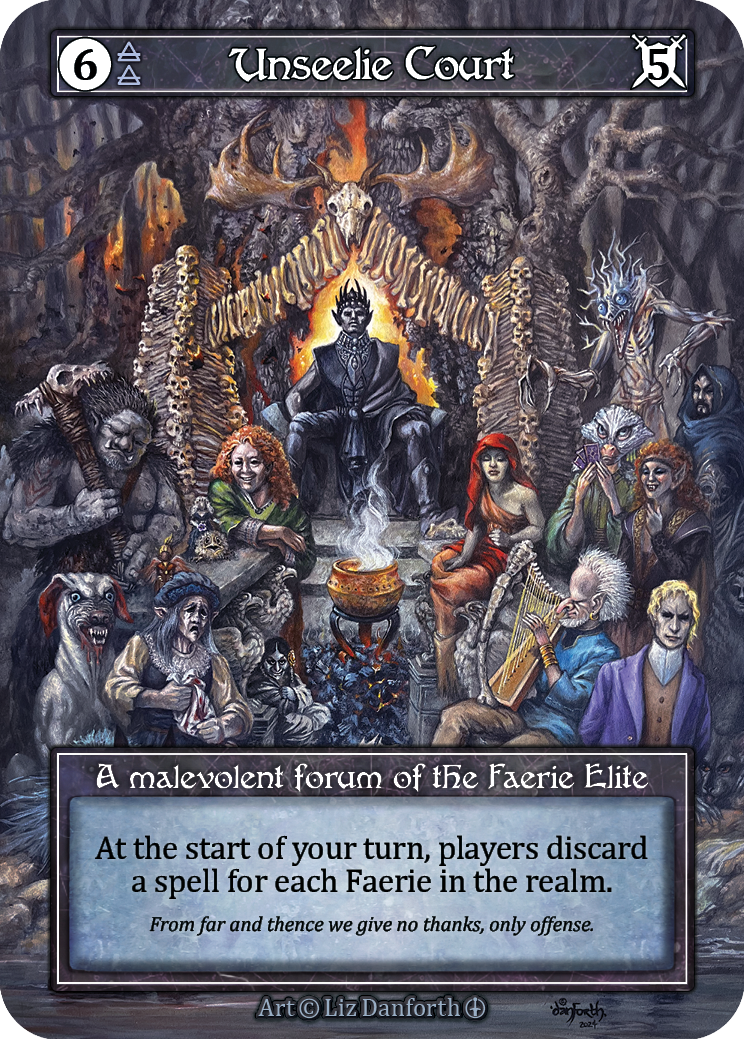 6
Unseelie Court
5
A malevolent forum of the Faerie Elite
At the start of your turn, players discard
a spell for each Faerie in the realm.
From far and thence we give no thanks, only offense.
Art © Liz Danforth
©
danforth.
2024